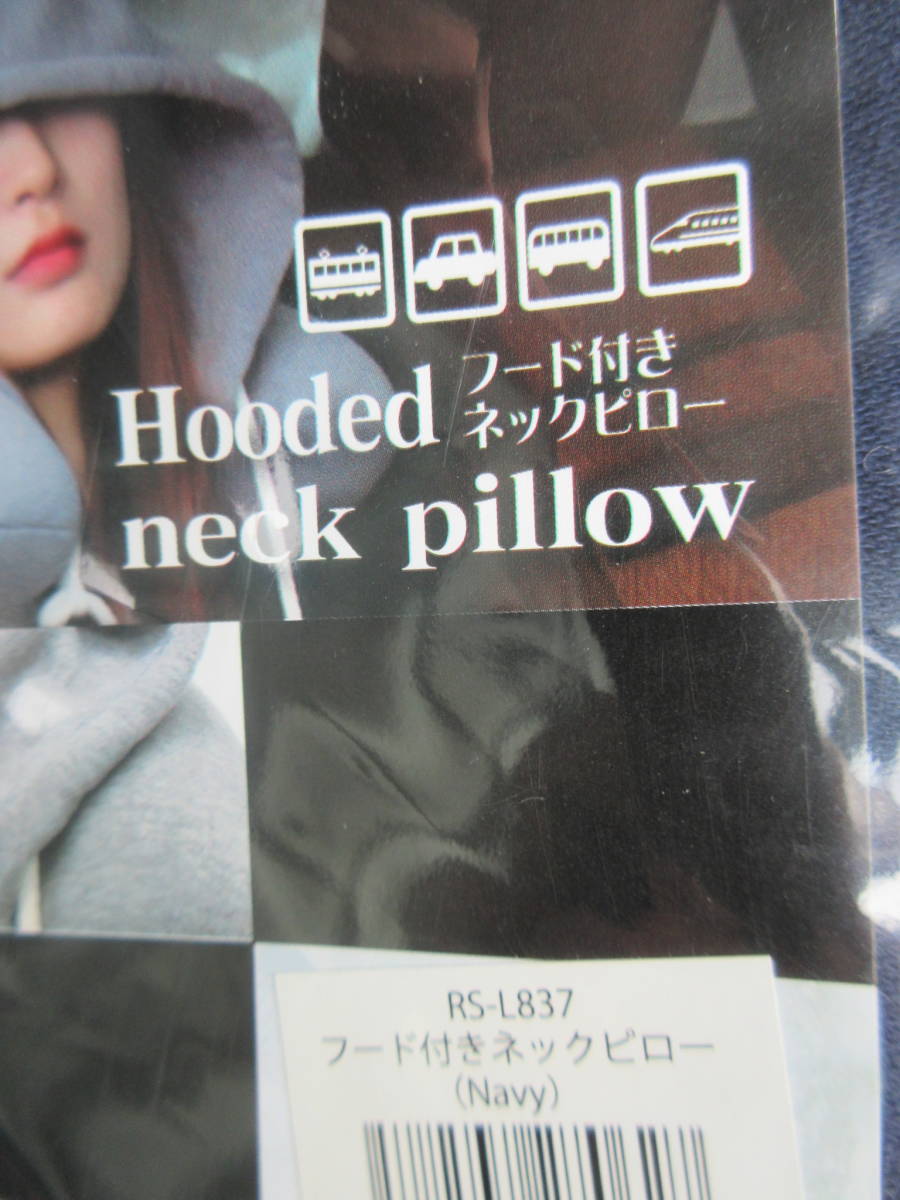 Hooded フード付き
ネックピロー
neck pillow
RS-L837
フード付きネックピロー
(Navy)